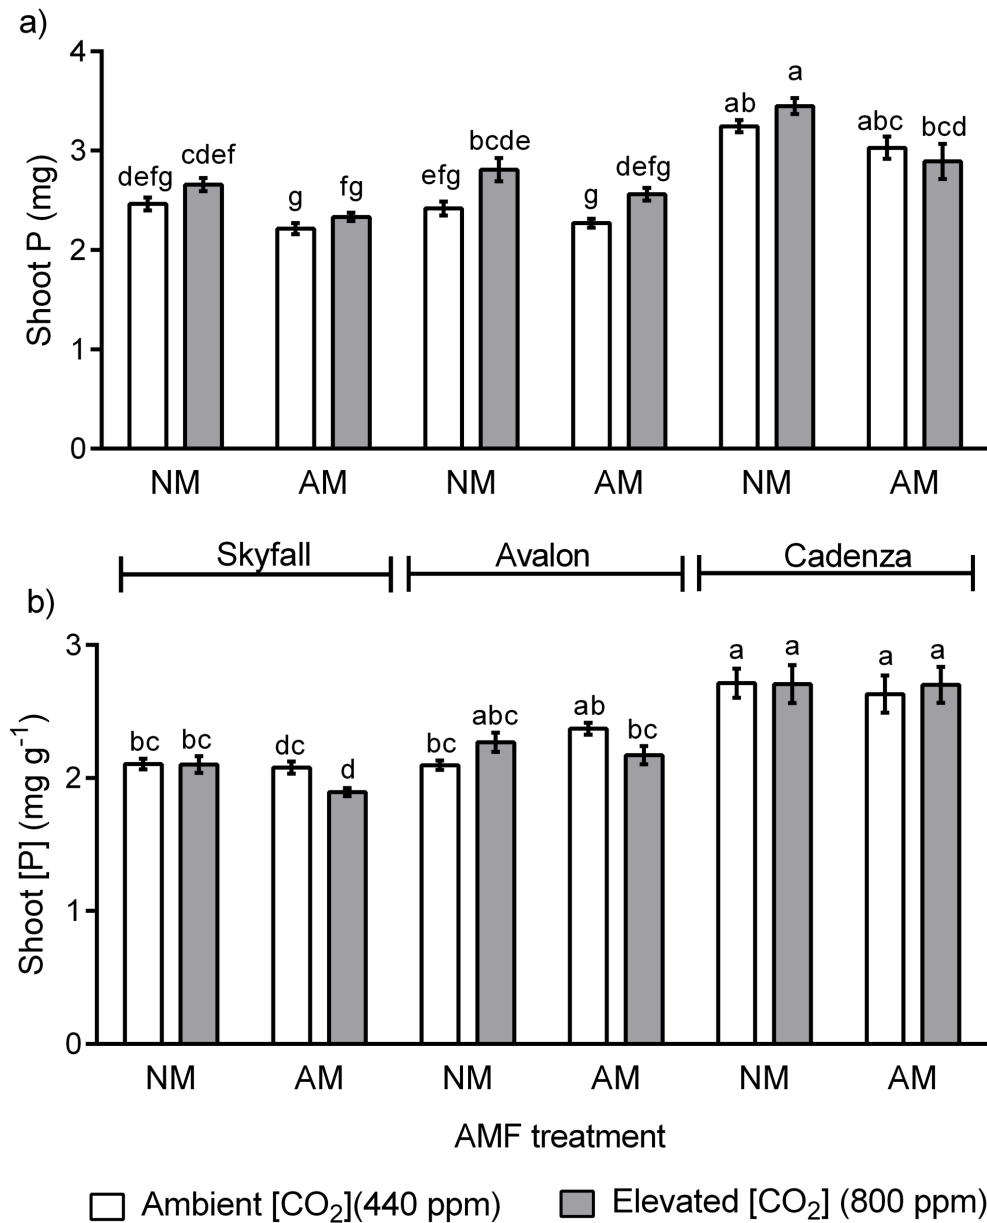 a)
4
3
2
1
0
Shoot P (mg)
defg cdef g fg efg bcde g defg ab a abc bcd
NM AM NM AM NM AM
Skyfall Avalon Cadenza
b)
3
2
1
0
Shoot [P] (mg g⁻¹)
bc bc dc d bc abc ab bc a a a a
NM AM NM AM NM AM
AMF treatment
Ambient [CO₂](440 ppm) Elevated [CO₂] (800 ppm)